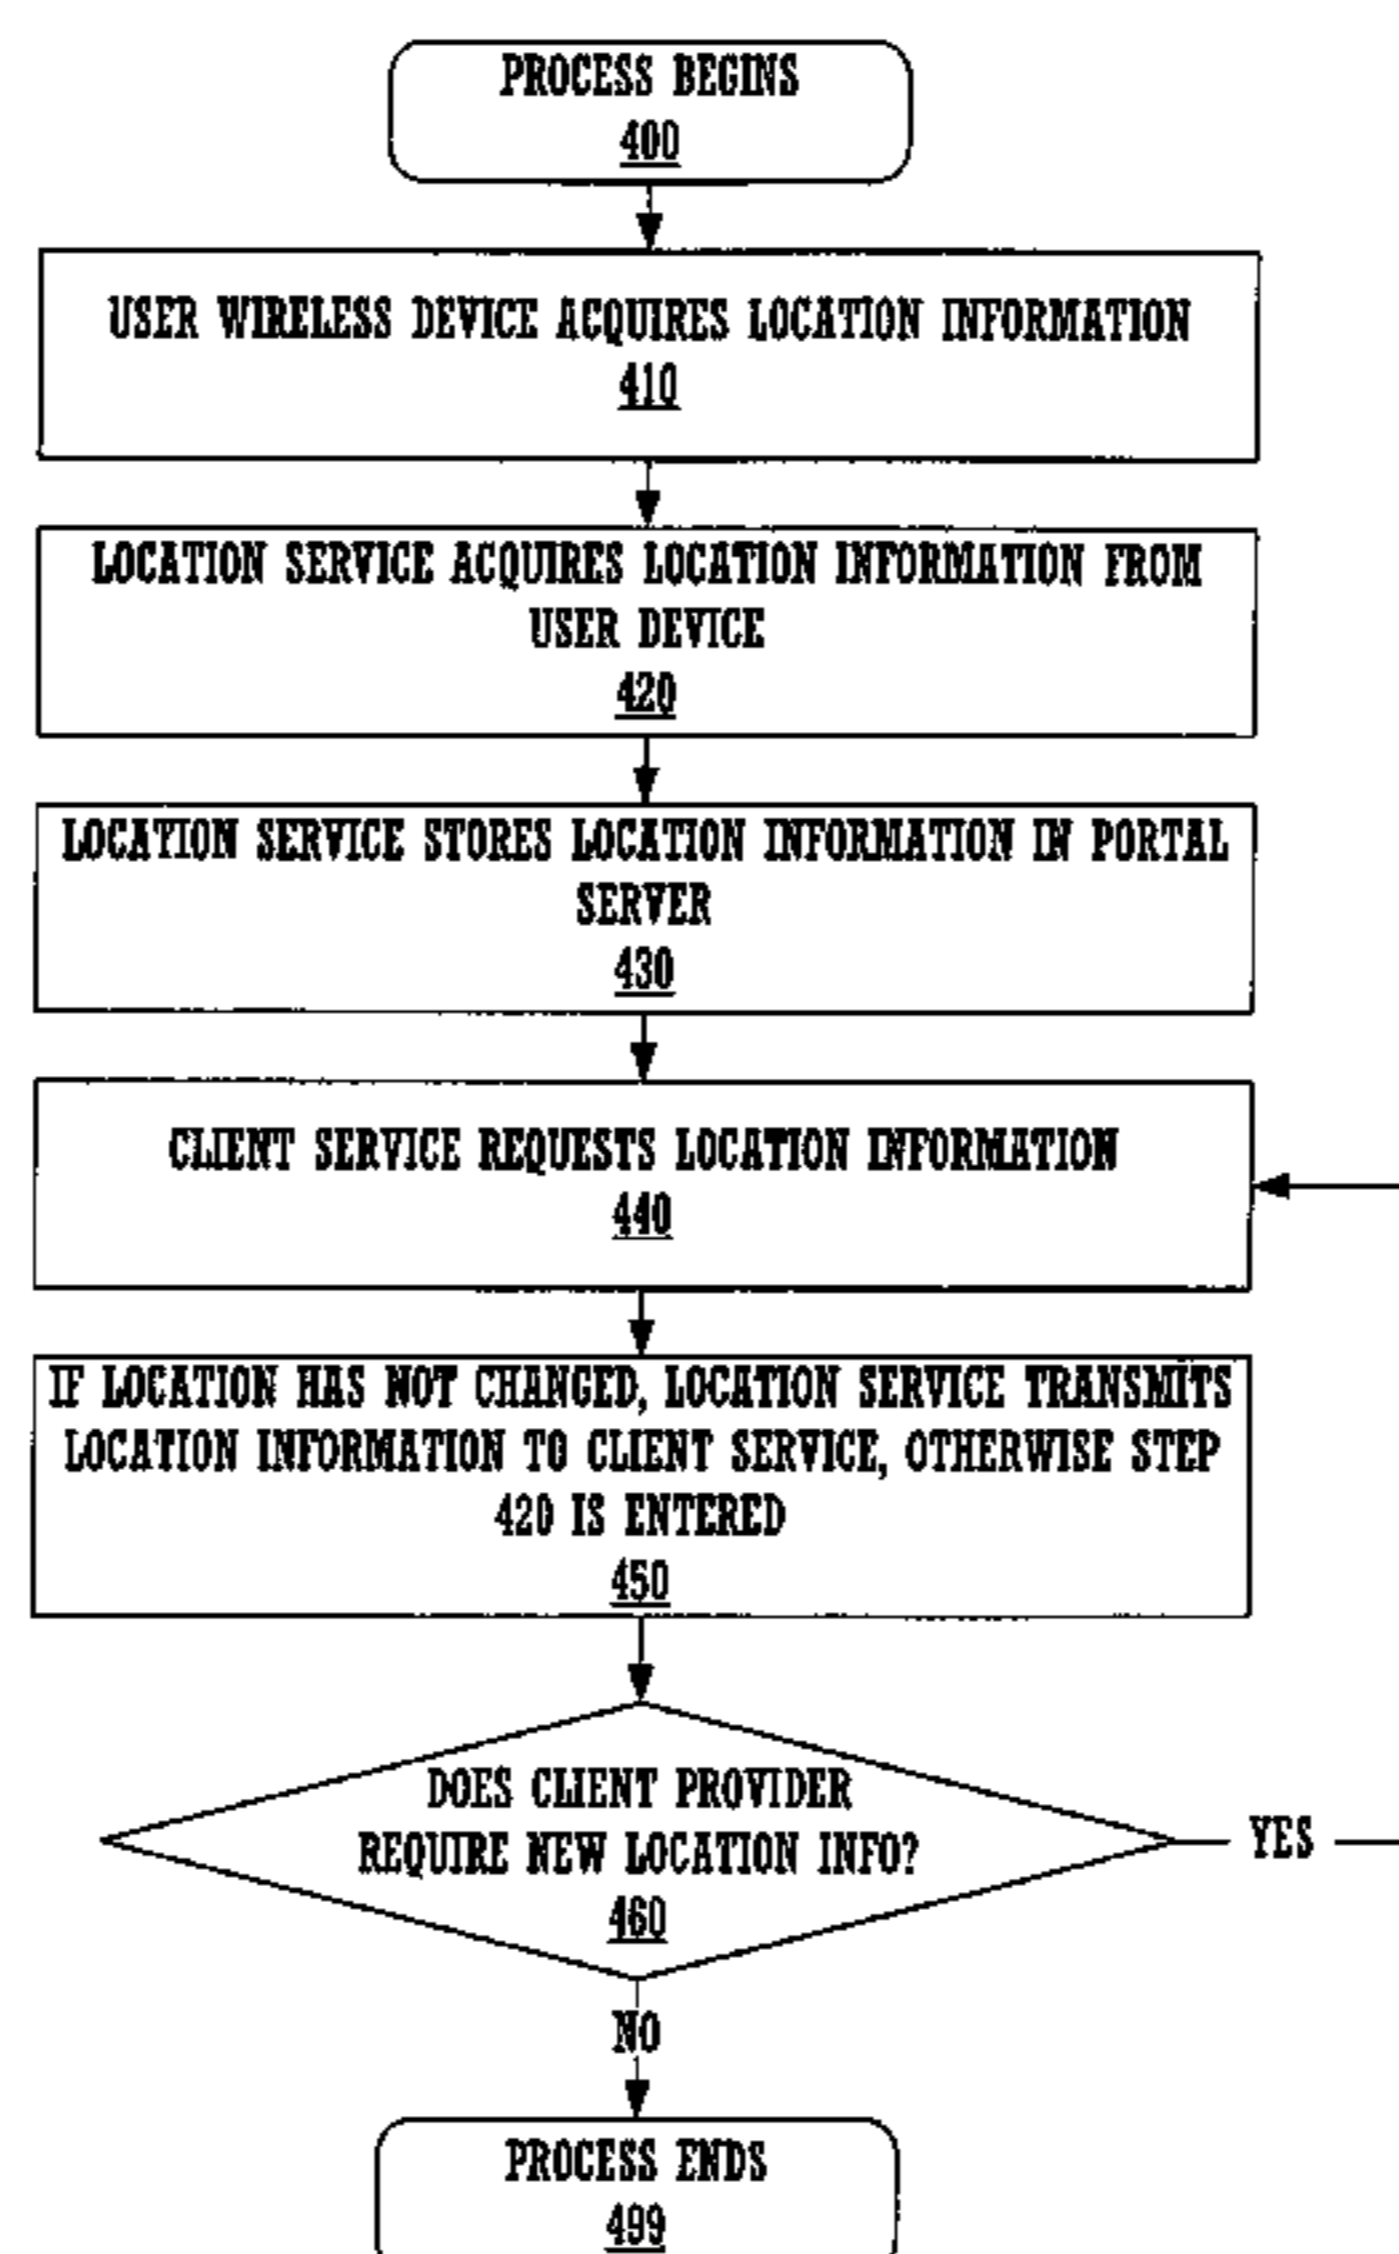 PROCESS BEGINS
400
USER WIRELESS DEVICE ACQUIRES LOCATION INFORMATION
410
LOCATION SERVICE ACQUIRES LOCATION INFORMATION FROM
USER DEVICE
420
LOCATION SERVICE STORES LOCATION INFORMATION IN PORTAL
SERVER
430
CLIENT SERVICE REQUESTS LOCATION INFORMATION
440
IF LOCATION HAS NOT CHANGED, LOCATION SERVICE TRANSMITS
LOCATION INFORMATION TO CLIENT SERVICE, OTHERWISE STEP
420 IS ENTERED
450
DOES CLIENT PROVIDER
REQUIRE NEW LOCATION INFO?
460
YES
NO
PROCESS ENDS
499